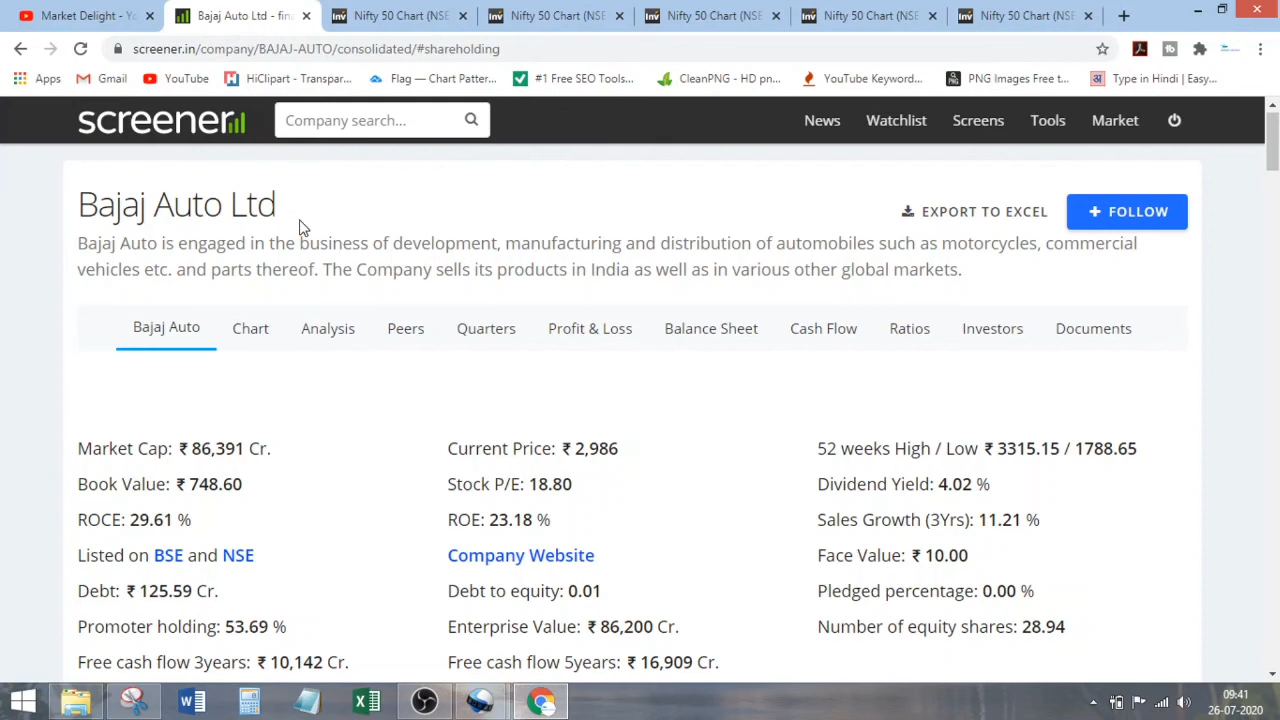 Market Delight - Yo
Bajaj Auto Ltd - fin
Nifty 50 Chart (NSE
Nifty 50 Chart (NSE
Nifty 50 Chart (NSE
Nifty 50 Chart (NSE
Nifty 50 Chart (NSE
screener.in/company/BAJAJ-AUTO/consolidated/#shareholding
Apps
Gmail
YouTube
HiClipart - Transpar...
Flag — Chart Patter...
#1 Free SEO Tools...
CleanPNG - HD pn...
YouTube Keyword...
PNG Images Free t...
Type in Hindi | Easy...
screener
Company search...
News
Watchlist
Screens
Tools
Market
Bajaj Auto Ltd
EXPORT TO EXCEL
FOLLOW
Bajaj Auto is engaged in the business of development, manufacturing and distribution of automobiles such as motorcycles, commercial
vehicles etc. and parts thereof. The Company sells its products in India as well as in various other global markets.
Bajaj Auto
Chart
Analysis
Peers
Quarters
Profit & Loss
Balance Sheet
Cash Flow
Ratios
Investors
Documents
Market Cap: ₹ 86,391 Cr.
Current Price: ₹ 2,986
52 weeks High / Low ₹ 3315.15 / 1788.65
Book Value: ₹ 748.60
Stock P/E: 18.80
Dividend Yield: 4.02 %
ROCE: 29.61 %
ROE: 23.18 %
Sales Growth (3Yrs): 11.21 %
Listed on BSE and NSE
Company Website
Face Value: ₹ 10.00
Debt: ₹ 125.59 Cr.
Debt to equity: 0.01
Pledged percentage: 0.00 %
Promoter holding: 53.69 %
Enterprise Value: ₹ 86,200 Cr.
Number of equity shares: 28.94
Free cash flow 3years: ₹ 10,142 Cr.
Free cash flow 5years: ₹ 16,909 Cr.
09:41
26-07-2020